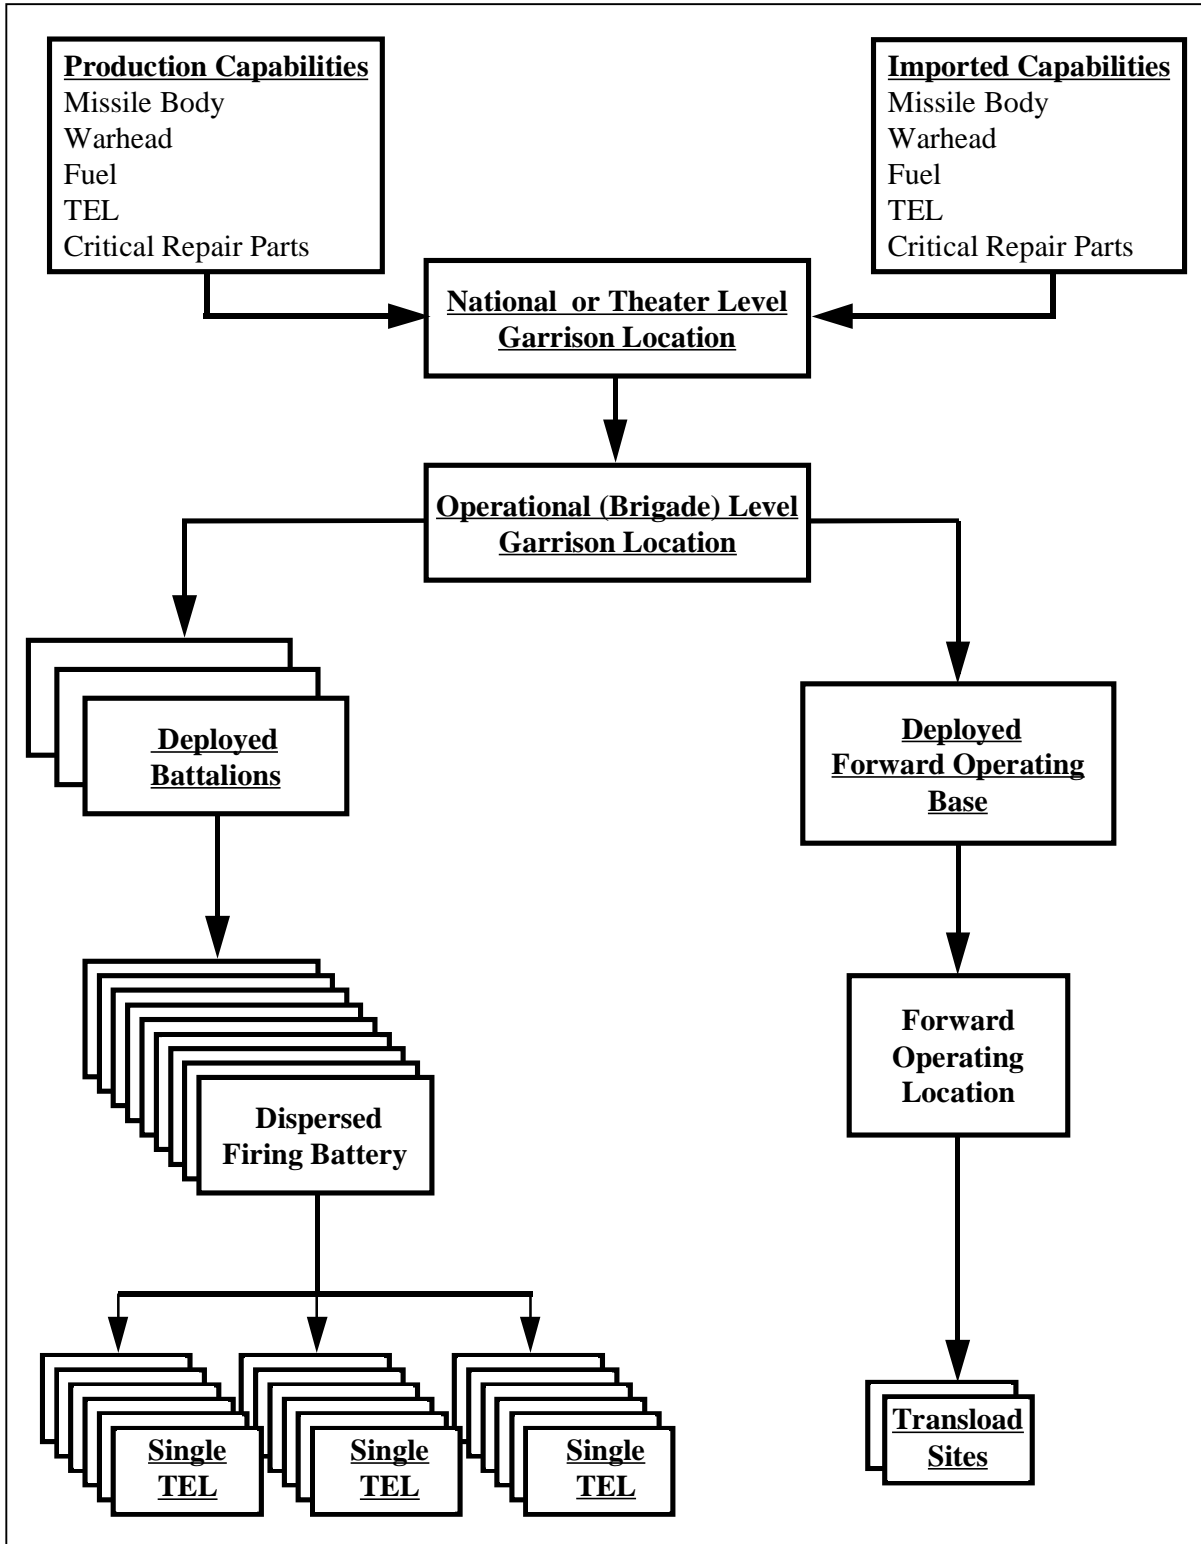 Production Capabilities
Missile Body
Warhead
Fuel
TEL
Critical Repair Parts
Imported Capabilities
Missile Body
Warhead
Fuel
TEL
Critical Repair Parts
National or Theater Level
Garrison Location
Operational (Brigade) Level
Garrison Location
Deployed
Battalions
Deployed
Forward Operating
Base
Dispersed
Firing Battery
Forward
Operating
Location
Single
TEL
Single
TEL
Single
TEL
Transload
Sites